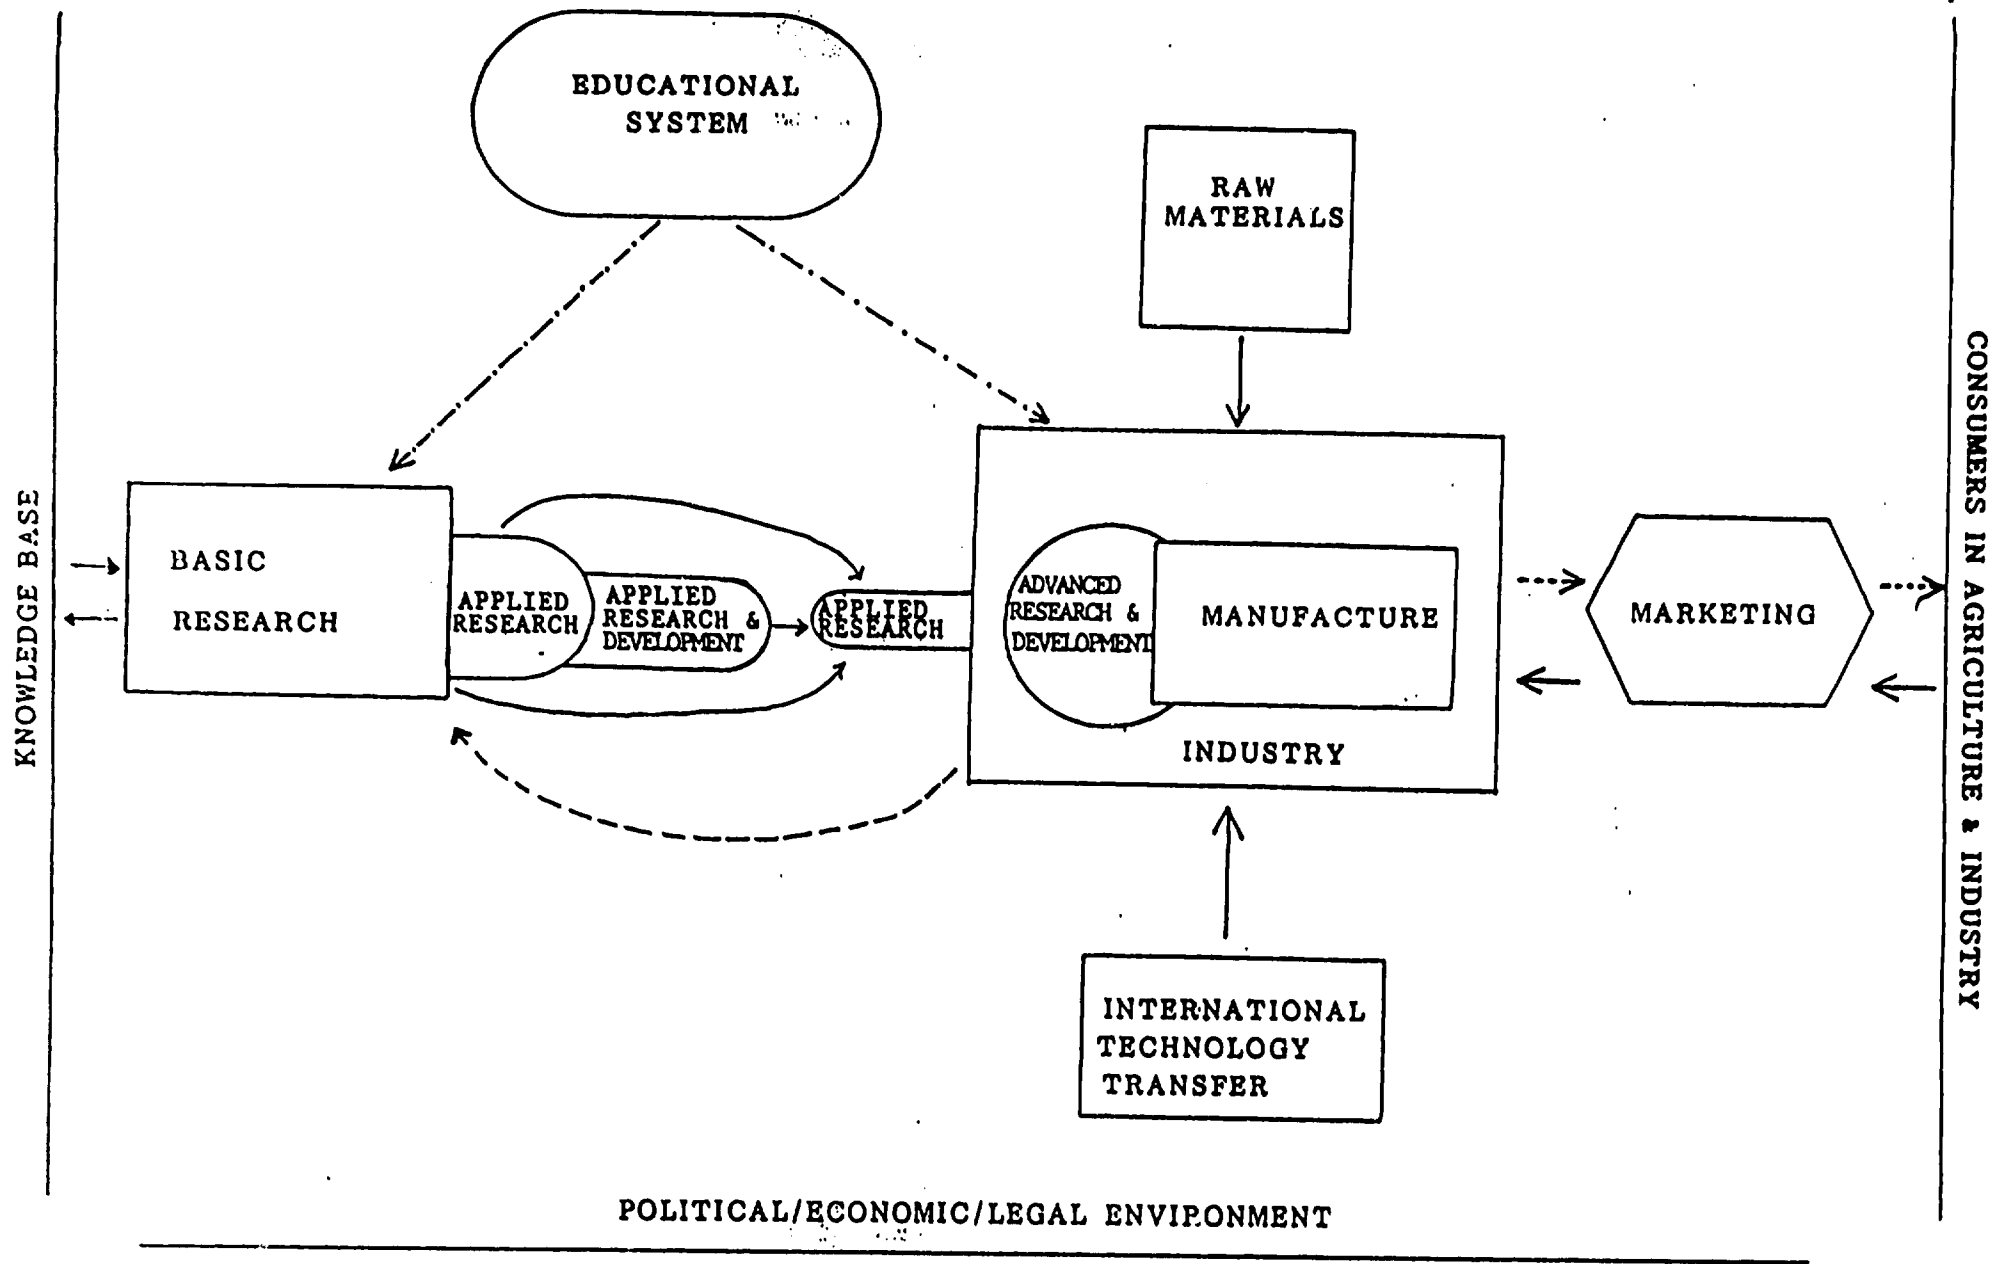 EDUCATIONAL
SYSTEM
RAW
MATERIALS
KNOWLEDGE BASE
BASIC
RESEARCH
APPLIED
RESEARCH
APPLIED
RESEARCH &
DEVELOPMENT
APPLIED
RESEARCH
ADVANCED
RESEARCH &
DEVELOPMENT
MANUFACTURE
INDUSTRY
MARKETING
CONSUMERS IN AGRICULTURE & INDUSTRY
INTERNATIONAL
TECHNOLOGY
TRANSFER
POLITICAL/ECONOMIC/LEGAL ENVIRONMENT